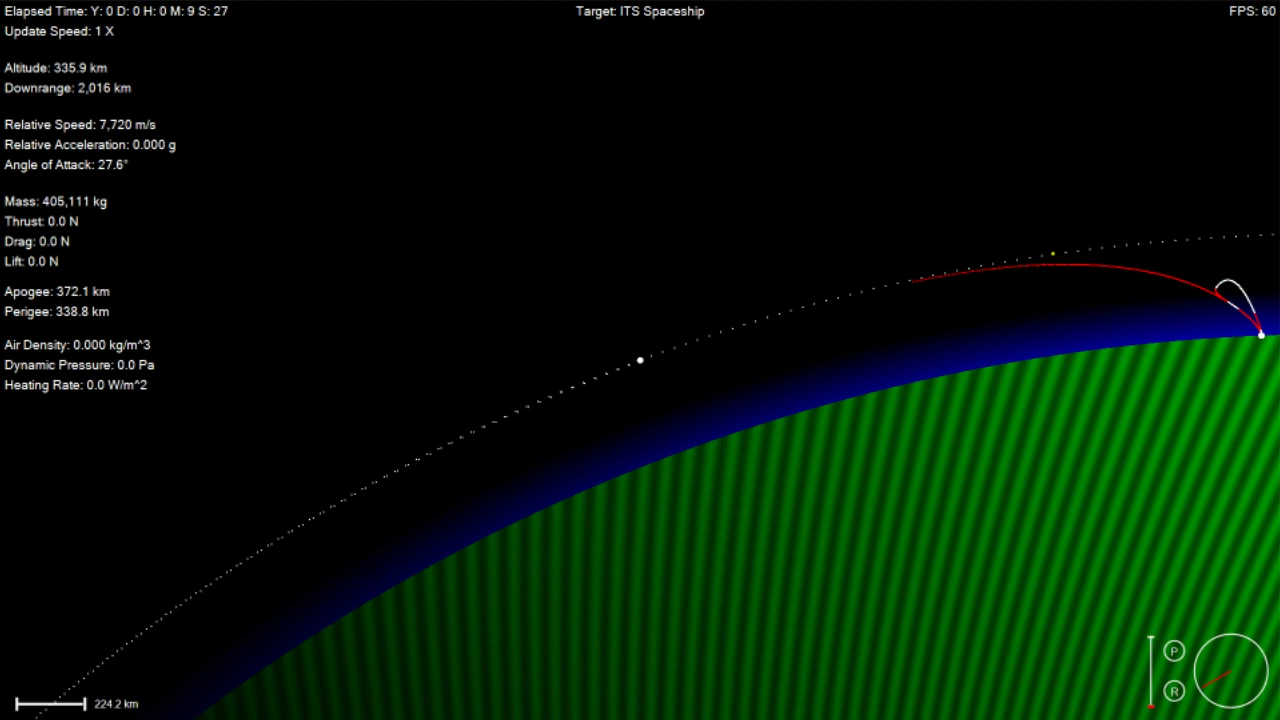 Elapsed Time: Y: 0 D: 0 H: 0 M: 9 S: 27
Target: ITS Spaceship
FPS: 60
Update Speed: 1 X
Altitude: 335.9 km
Downrange: 2,016 km
Relative Speed: 7,720 m/s
Relative Acceleration: 0.000 g
Angle of Attack: 27.6°
Mass: 405,111 kg
Thrust: 0.0 N
Drag: 0.0 N
Lift: 0.0 N
Apogee: 372.1 km
Perigee: 338.8 km
Air Density: 0.000 kg/m^3
Dynamic Pressure: 0.0 Pa
Heating Rate: 0.0 W/m^2
P
R
224.2 km